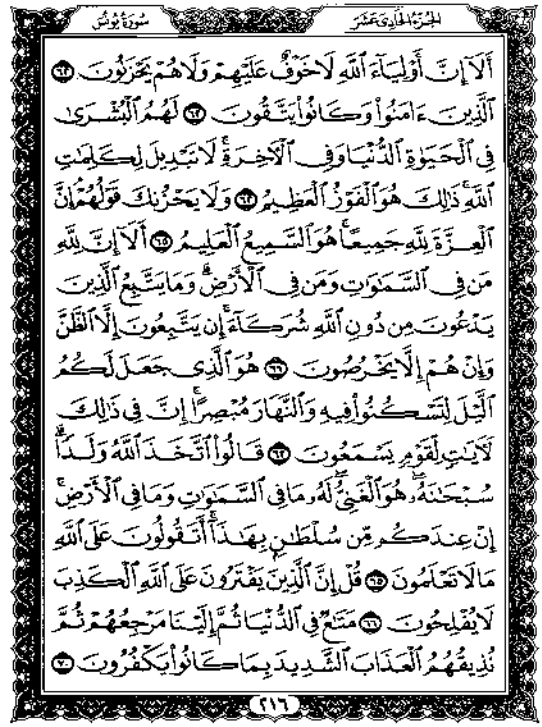 الجزء الحادي عشر
سورة يونس
أَلَآ إِنَّ أَوْلِيَآءَ ٱللَّهِ لَا خَوْفٌ عَلَيْهِمْ وَلَا هُمْ يَحْزَنُونَ ٦٢
ٱلَّذِينَ ءَامَنُوا۟ وَكَانُوا۟ يَتَّقُونَ ٦٣ لَهُمُ ٱلْبُشْرَىٰ
فِى ٱلْحَيَوٰةِ ٱلدُّنْيَا وَفِى ٱلْـَٔاخِرَةِ ۚ لَا تَبْدِيلَ لِكَلِمَـٰتِ
ٱللَّهِ ۚ ذَٰلِكَ هُوَ ٱلْفَوْزُ ٱلْعَظِيمُ ٦٤ وَلَا يَحْزُنكَ قَوْلُهُمْ ۘ إِنَّ
ٱلْعِزَّةَ لِلَّهِ جَمِيعًا ۚ هُوَ ٱلسَّمِيعُ ٱلْعَلِيمُ ٦٥ أَلَآ إِنَّ لِلَّهِ
مَن فِى ٱلسَّمَـٰوَٰتِ وَمَن فِى ٱلْأَرْضِ ۗ وَمَا يَتَّبِعُ ٱلَّذِينَ
يَدْعُونَ مِن دُونِ ٱللَّهِ شُرَكَآءَ ۚ إِن يَتَّبِعُونَ إِلَّا ٱلظَّنَّ
وَإِنْ هُمْ إِلَّا يَخْرُصُونَ ٦٦ هُوَ ٱلَّذِى جَعَلَ لَكُمُ
ٱلَّيْلَ لِتَسْكُنُوا۟ فِيهِ وَٱلنَّهَارَ مُبْصِرًا ۚ إِنَّ فِى ذَٰلِكَ
لَـَٔايَـٰتٍ لِّقَوْمٍ يَسْمَعُونَ ٦٧ قَالُوا۟ ٱتَّخَذَ ٱللَّهُ وَلَدًا ۗ
سُبْحَـٰنَهُۥ ۖ هُوَ ٱلْغَنِىُّ ۖ لَهُۥ مَا فِى ٱلسَّمَـٰوَٰتِ وَمَا فِى ٱلْأَرْضِ ۚ
إِنْ عِندَكُم مِّن سُلْطَـٰنٍۭ بِهَـٰذَآ ۚ أَتَقُولُونَ عَلَى ٱللَّهِ
مَا لَا تَعْلَمُونَ ٦٨ قُلْ إِنَّ ٱلَّذِينَ يَفْتَرُونَ عَلَى ٱللَّهِ ٱلْكَذِبَ
لَا يُفْلِحُونَ ٦٩ مَتَـٰعٌ فِى ٱلدُّنْيَا ثُمَّ إِلَيْنَا مَرْجِعُهُمْ ثُمَّ
نُذِيقُهُمُ ٱلْعَذَابَ ٱلشَّدِيدَ بِمَا كَانُوا۟ يَكْفُرُونَ ٧٠
٢١٦